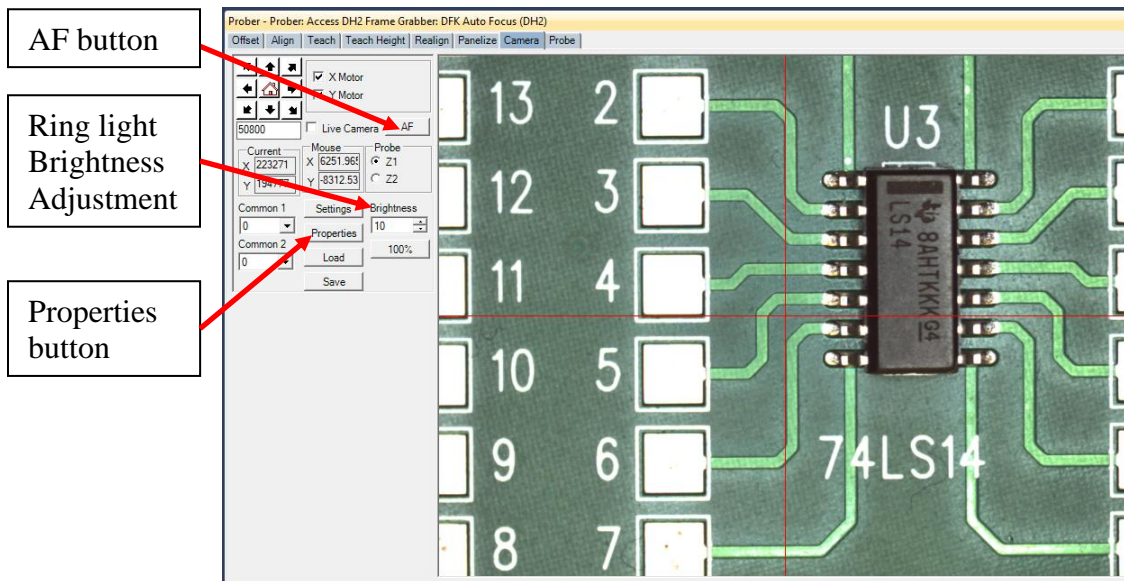 Prober - Prober: Access DH2 Frame Grabber: DFK Auto Focus (DH2)
Offset Align Teach Teach Height Realign Panelize Camera Probe
AF button
Ring light
Brightness
Adjustment
Properties
button
X Motor
Y Motor
50800
Live Camera
AF
Current
X 223271
Y 194777
Mouse
X 6251.965
Y -8312.53
Probe
Z1
Z2
Common 1
0
Common 2
0
Settings
Properties
Load
Save
Brightness
10
100%
13 2
12 3
11 4
10 5
9 6
8 7
U3
LS14
8AHTKKK
G4
74LS14